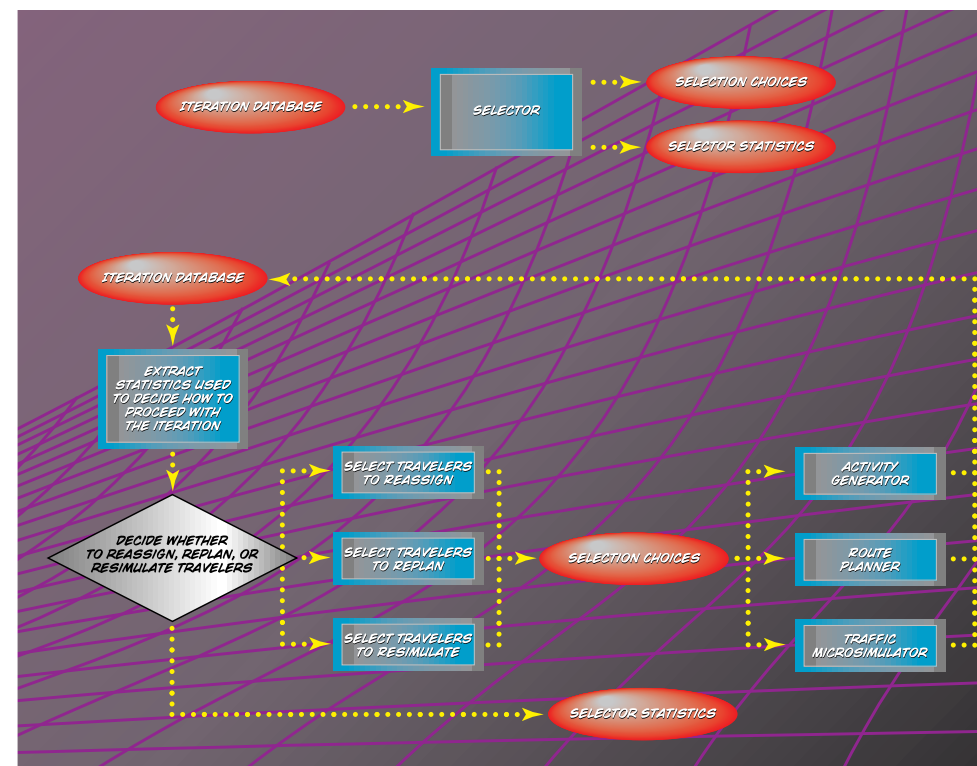 ITERATION DATABASE
SELECTOR
SELECTION CHOICES
SELECTOR STATISTICS
ITERATION DATABASE
EXTRACT
STATISTICS USED
TO DECIDE HOW TO
PROCEED WITH
THE ITERATION
DECIDE WHETHER
TO REASSIGN, REPLAN, OR
RESIMULATE TRAVELERS
SELECT TRAVELERS
TO REASSIGN
SELECT TRAVELERS
TO REPLAN
SELECT TRAVELERS
TO RESIMULATE
SELECTION CHOICES
ACTIVITY
GENERATOR
ROUTE
PLANNER
TRAFFIC
MICROSIMULATOR
SELECTOR STATISTICS